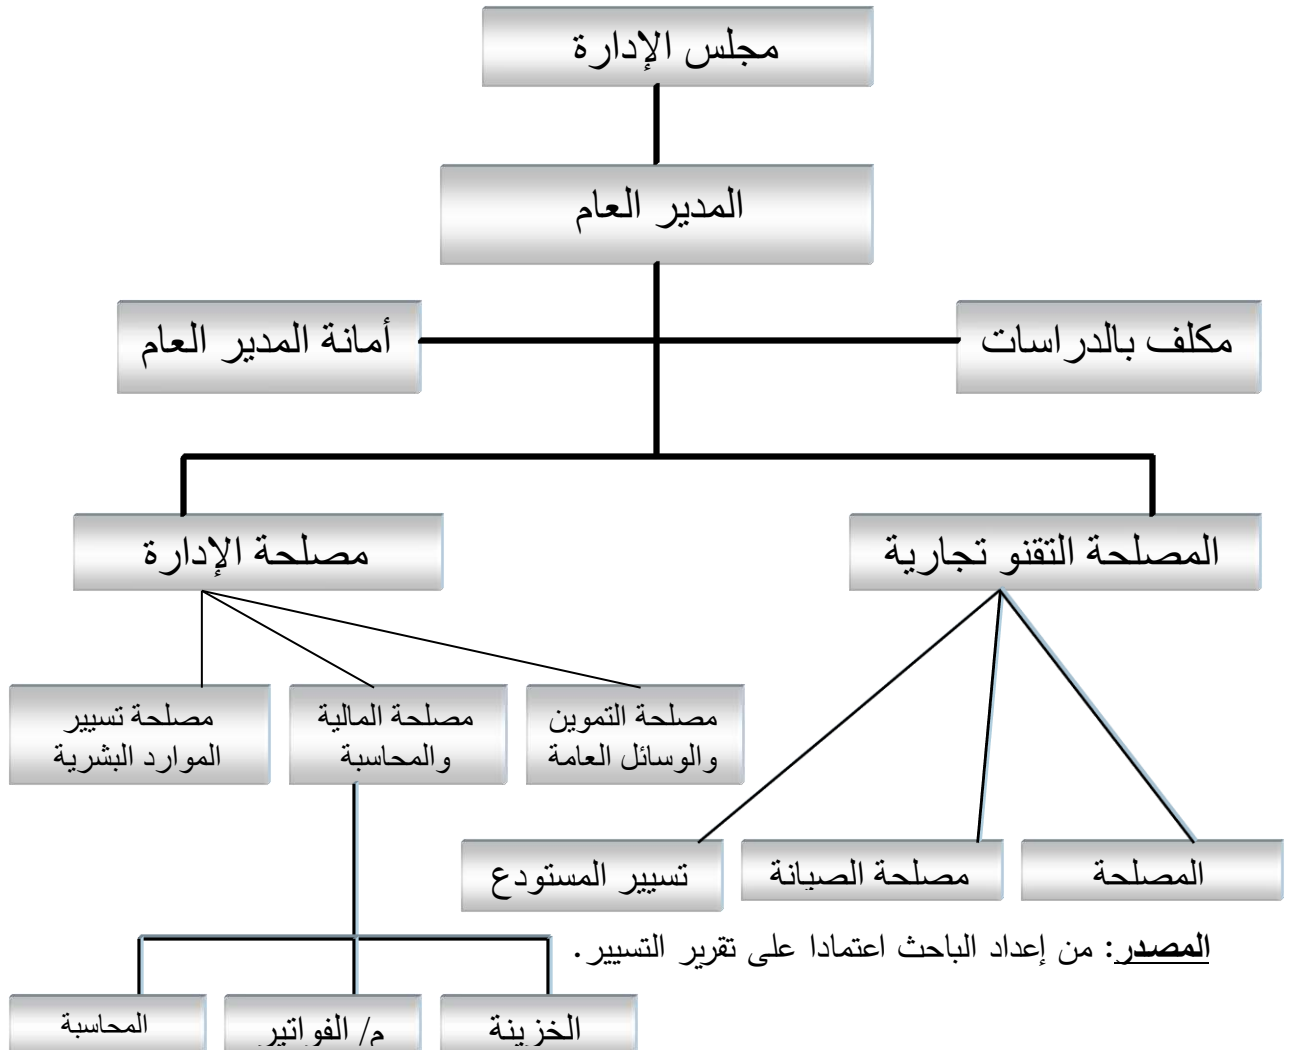 مجلس الإدارة
المدير العام
مكلف بالدراسات
أمانة المدير العام
المصلحة التقنو تجارية
مصلحة الإدارة
مصلحة التموين
والوسائل العامة
مصلحة المالية
والمحاسبة
مصلحة تسيير
الموارد البشرية
المصلحة
مصلحة الصيانة
تسيير المستودع
المصدر: من إعداد الباحث اعتمادا على تقرير التسيير.
الخزينة
م/ الفواتير
المحاسبة